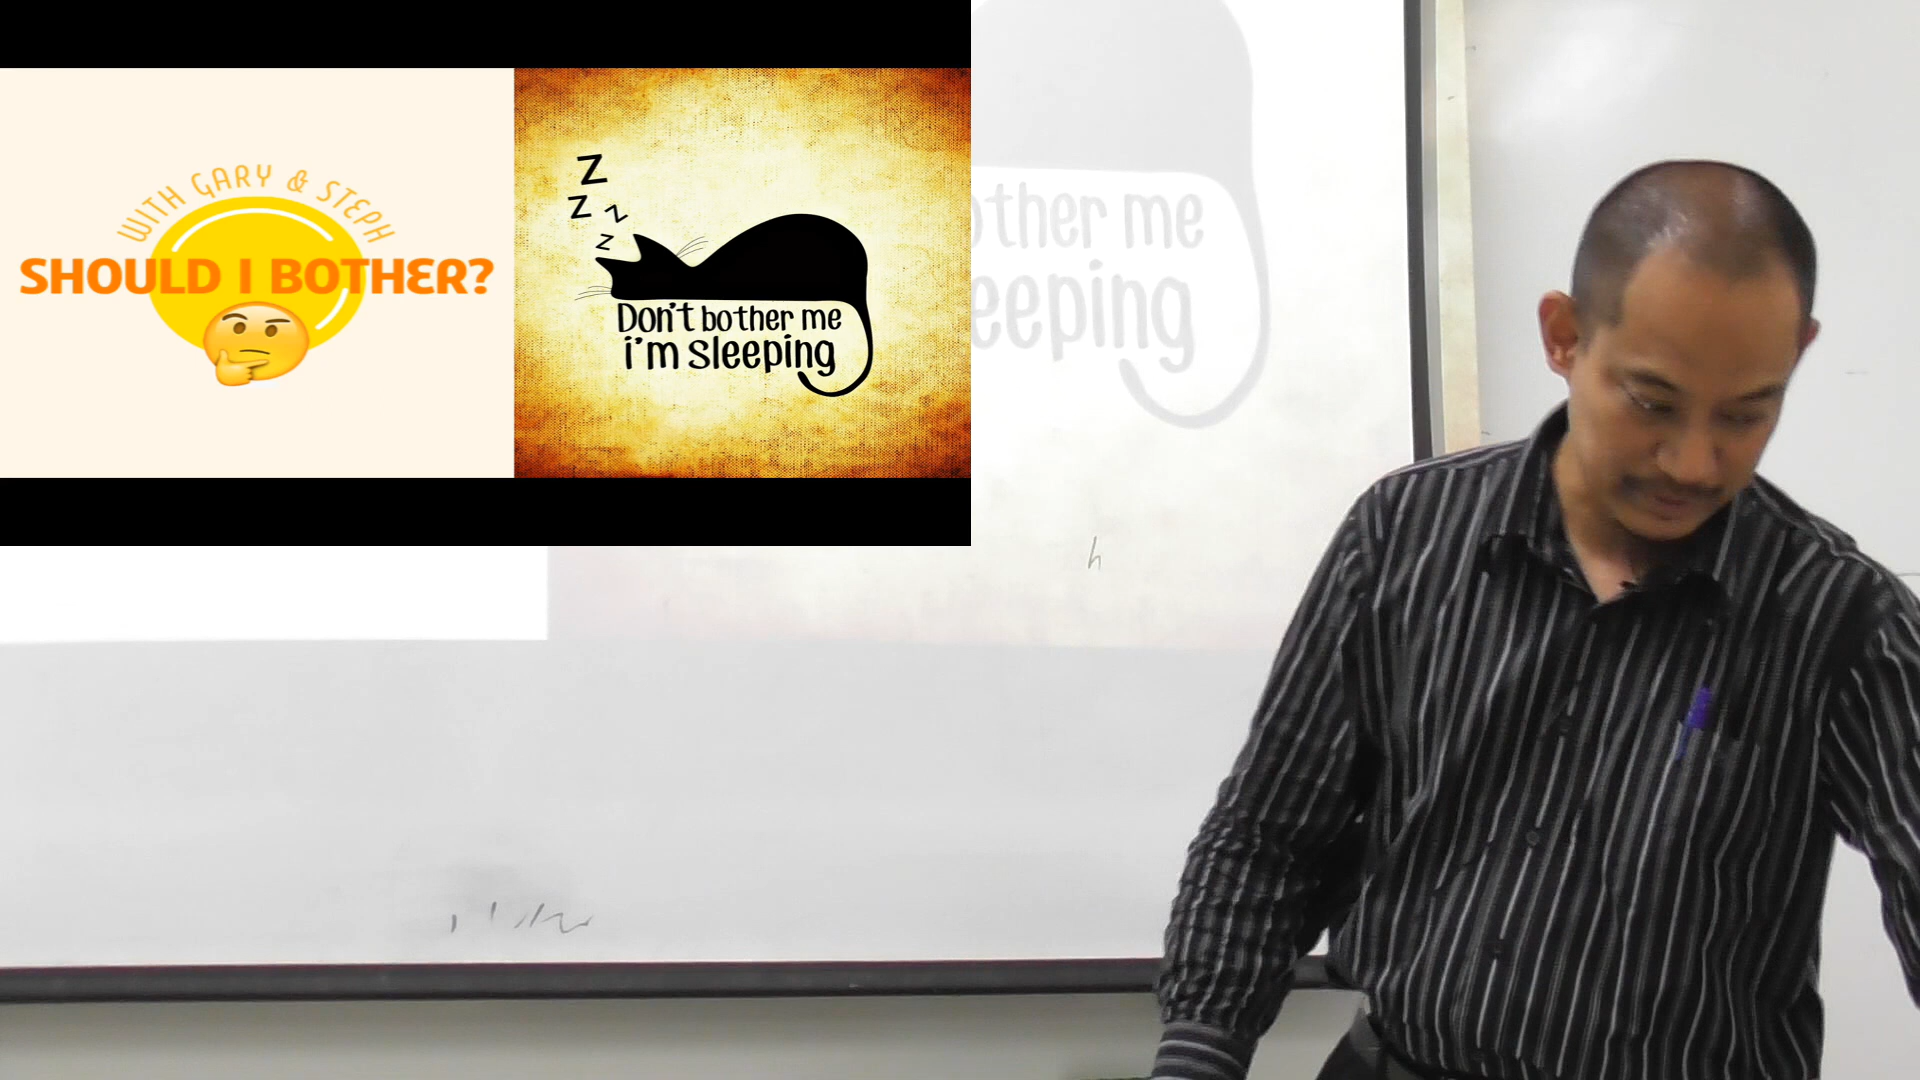 WITH GARY & STEPH
SHOULD I BOTHER?
Z
Z Z
Z
Don't bother me
i'm sleeping
other me
eeping
h